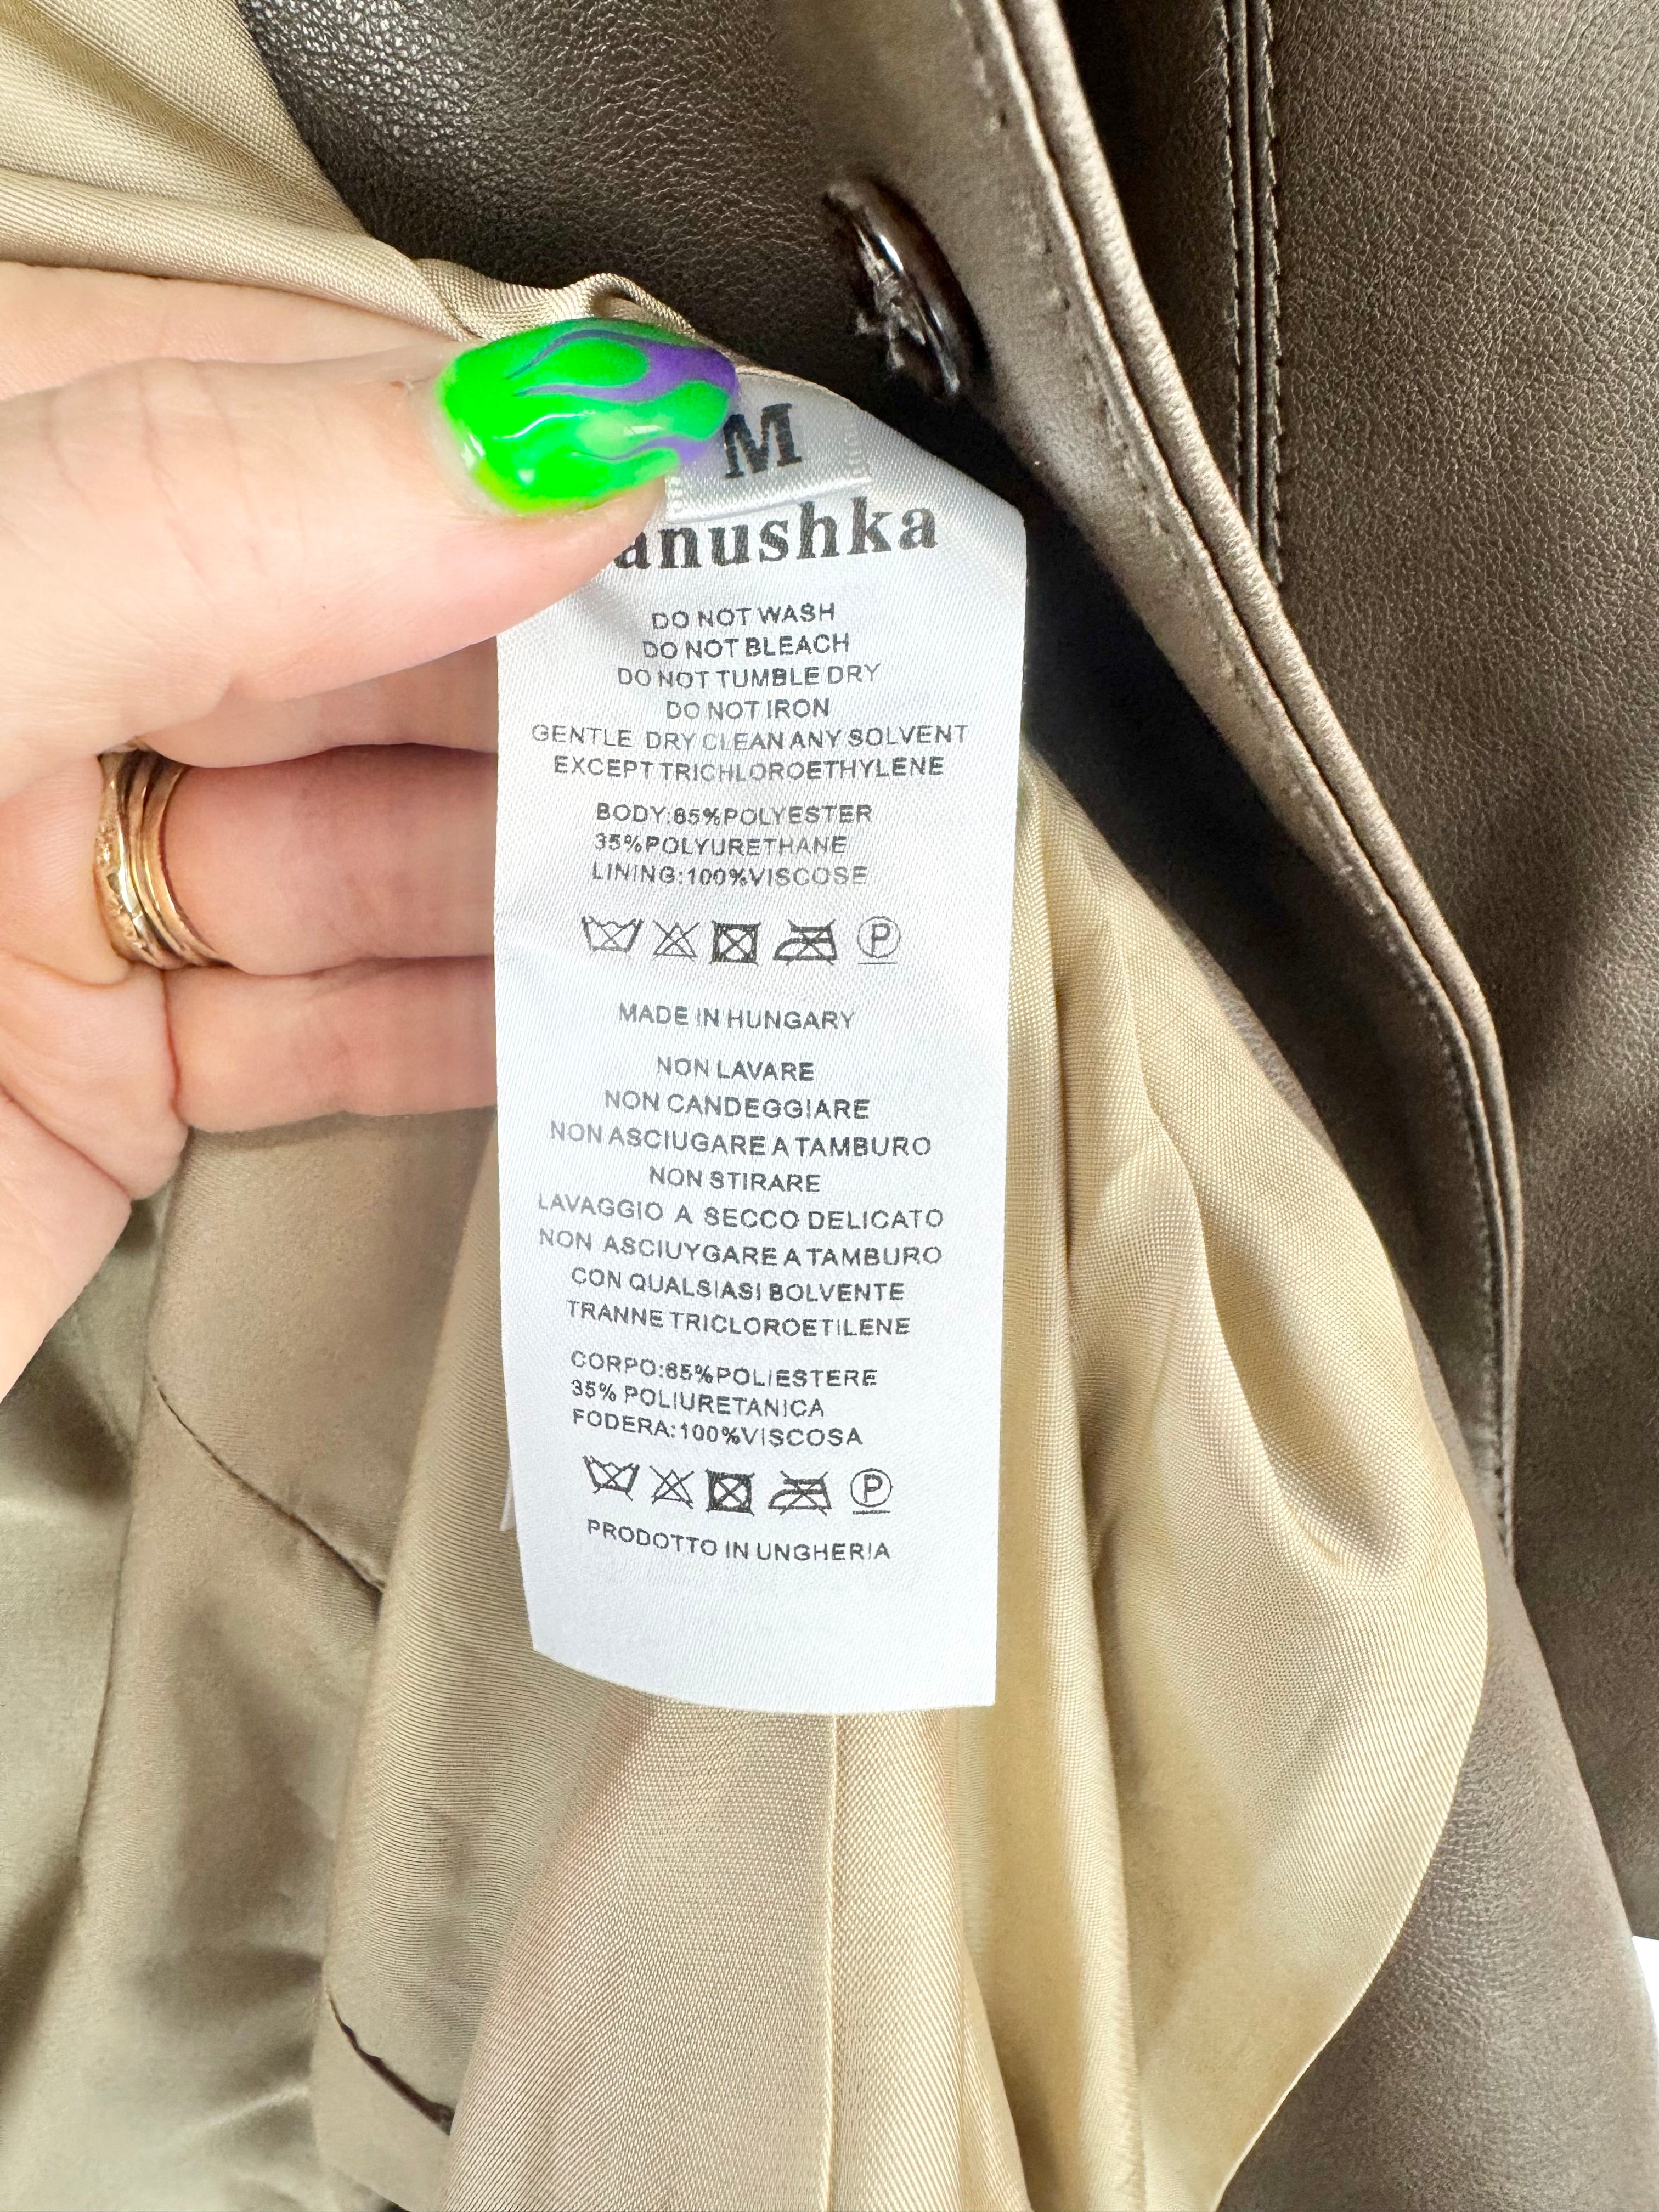 M
anushka
DO NOT WASH
DO NOT BLEACH
DO NOT TUMBLE DRY
DO NOT IRON
GENTLE DRY CLEAN ANY SOLVENT
EXCEPT TRICHLOROETHYLENE
BODY:65%POLYESTER
35%POLYURETHANE
LINING:100%VISCOSE
P
MADE IN HUNGARY
NON LAVARE
NON CANDEGGIARE
NON ASCIUGARE A TAMBURO
NON STIRARE
LAVAGGIO A SECCO DELICATO
NON ASCIUYGARE A TAMBURO
CON QUALSIASI BOLVENTE
TRANNE TRICLOROETILENE
CORPO:65%POLIESTERE
35% POLIURETANICA
FODERA:100%VISCOSA
P
PRODOTTO IN UNGHERIA